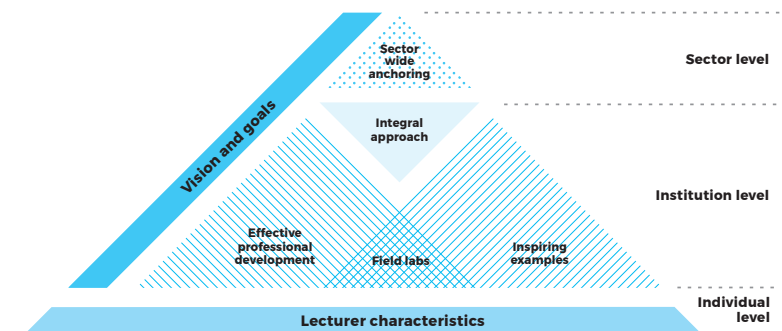 Sector
wide
anchoring
Sector level
Vision and goals
Integral
approach
Institution level
Effective
professional
development
Field labs
Inspiring
examples
Individual
level
Lecturer characteristics